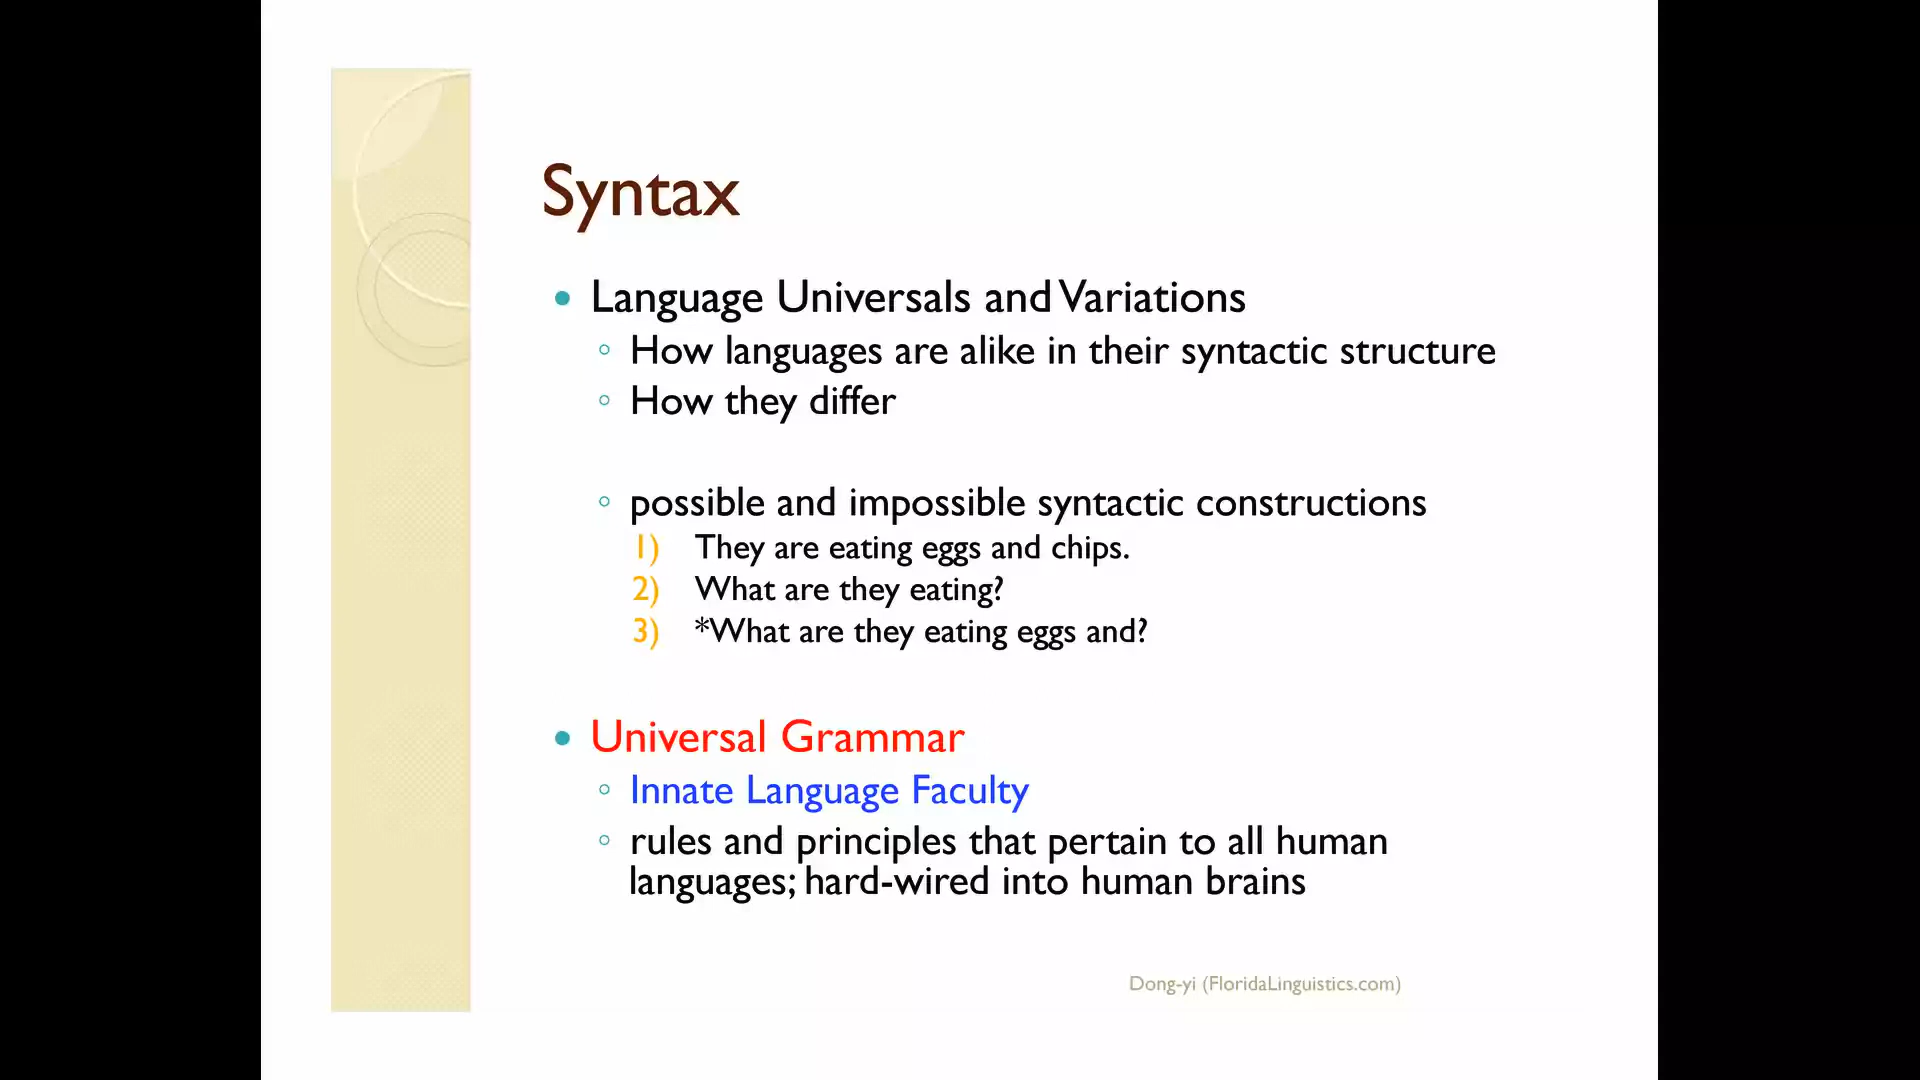 Syntax
• Language Universals and Variations
◦ How languages are alike in their syntactic structure
◦ How they differ
◦ possible and impossible syntactic constructions
1) They are eating eggs and chips.
2) What are they eating?
3) *What are they eating eggs and?
• Universal Grammar
◦ Innate Language Faculty
◦ rules and principles that pertain to all human
languages; hard-wired into human brains
Dong-yi (FloridaLinguistics.com)